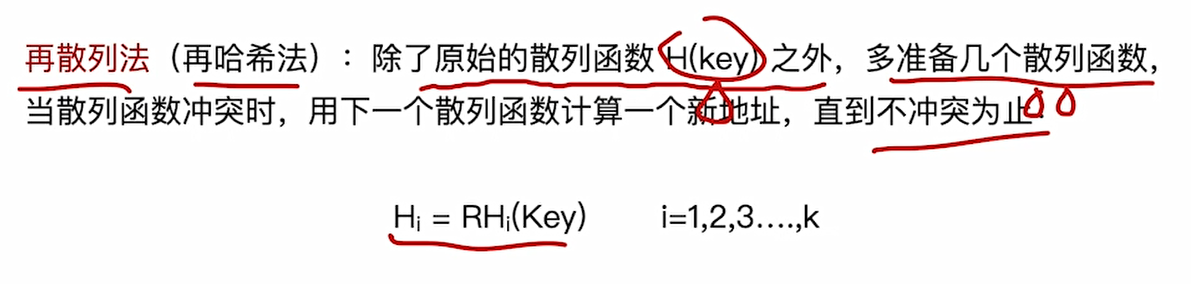 再散列法（再哈希法）：除了原始的散列函数 H(key) 之外，多准备几个散列函数，
当散列函数冲突时，用下一个散列函数计算一个新地址，直到不冲突为止·
Hᵢ = RHᵢ(Key) i=1,2,3….,k